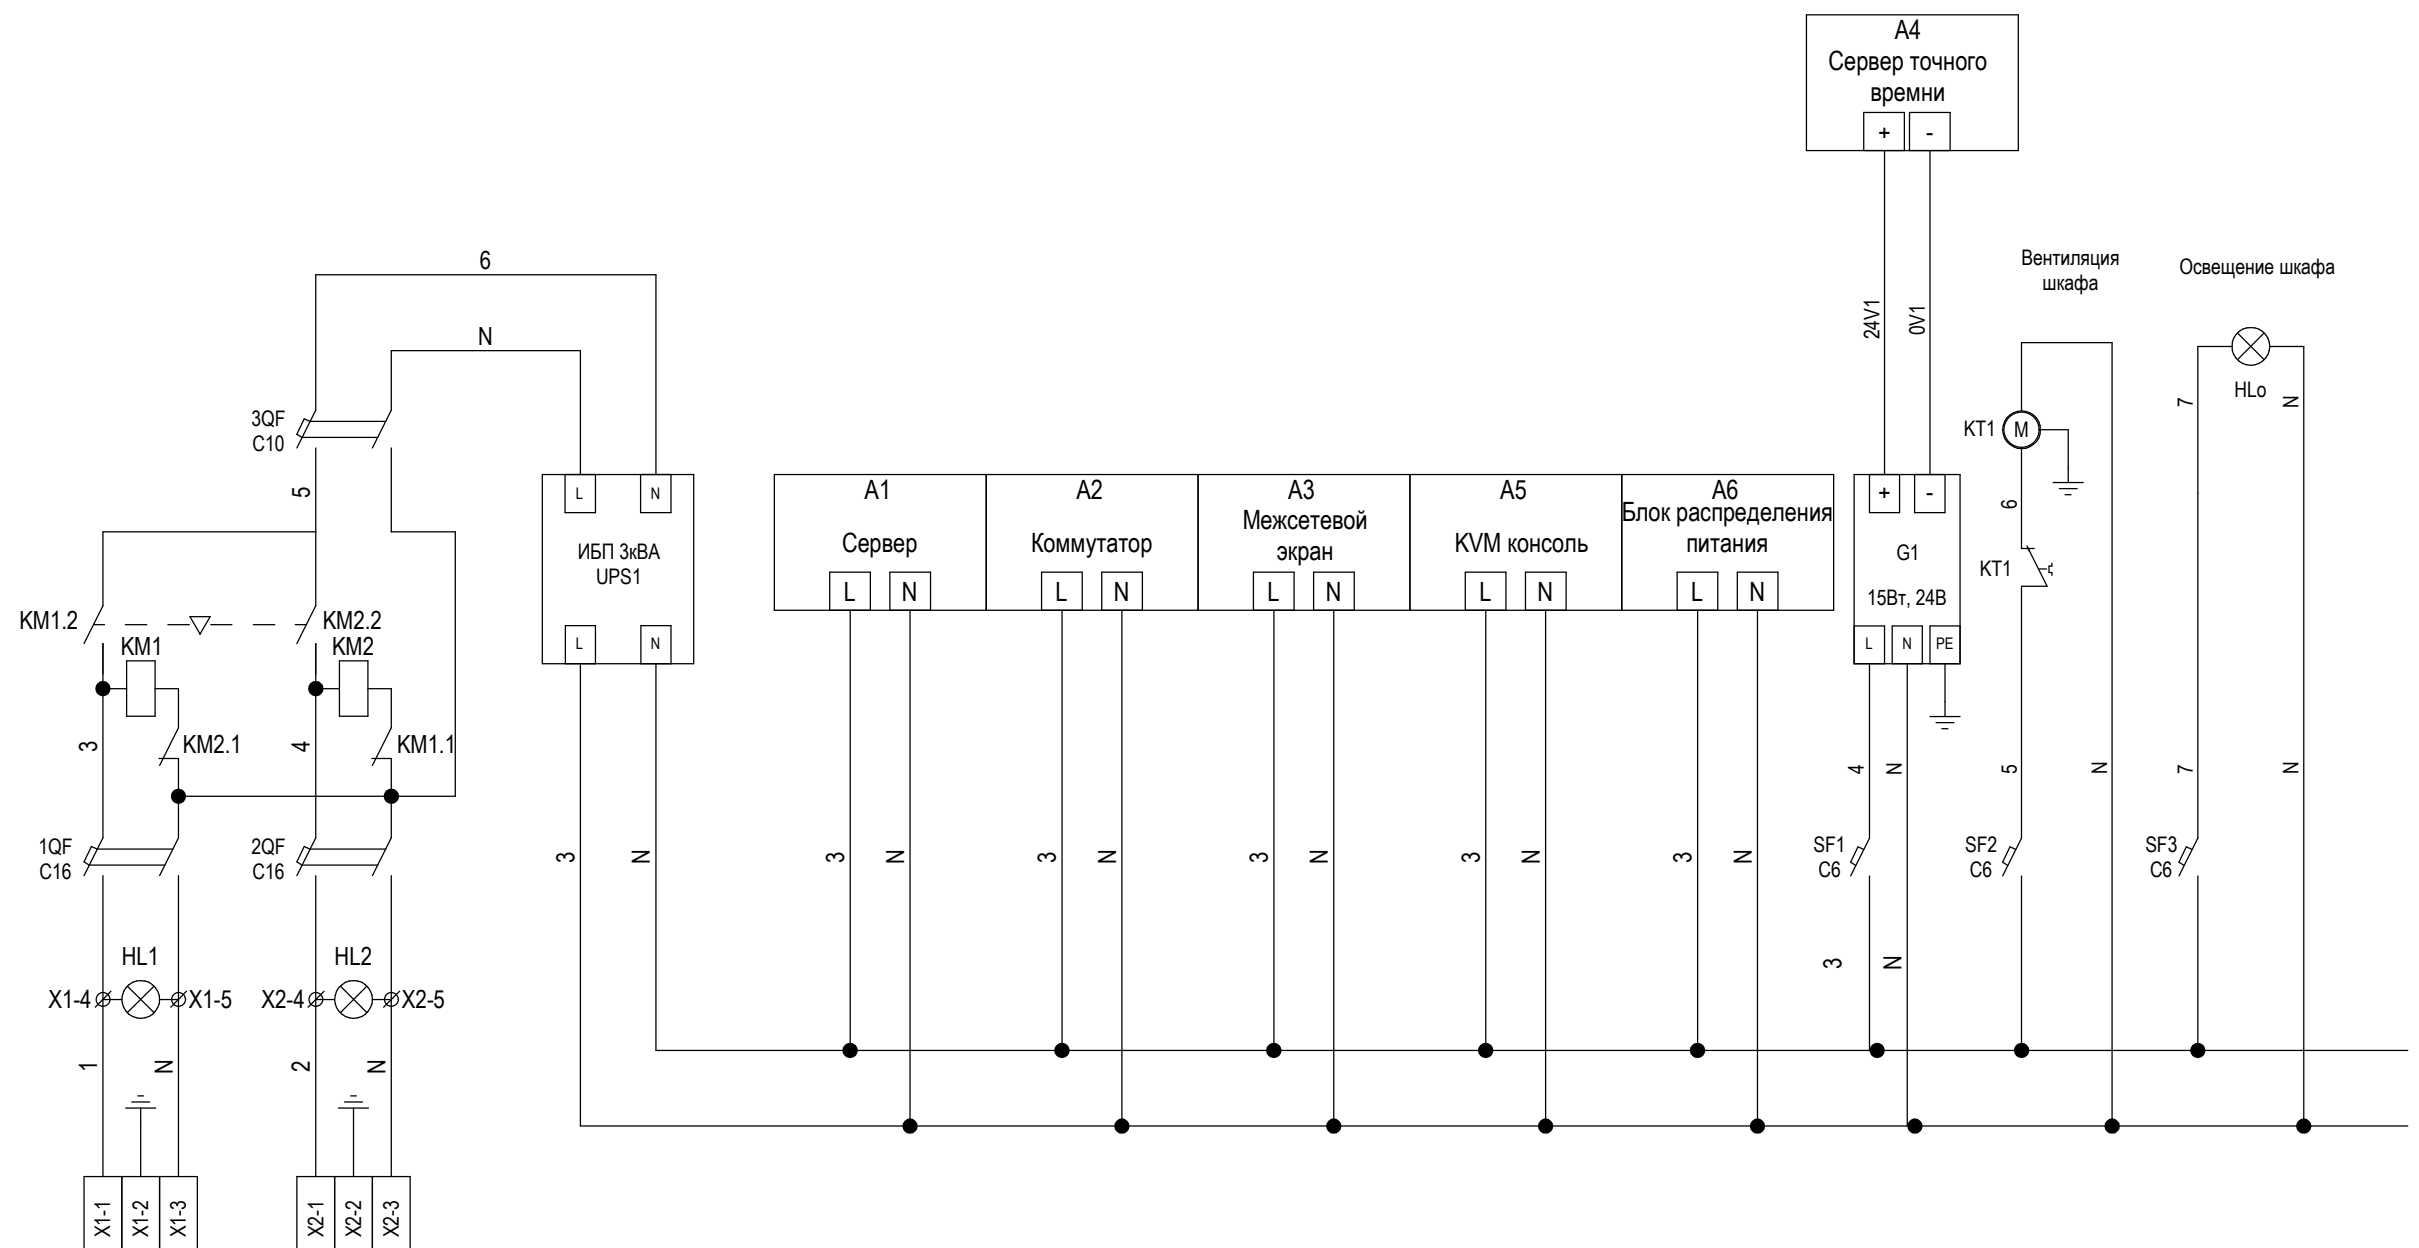 A4
Сервер точного
времни
+ -
24V1 0V1
Вентиляция
шкафа
Освещение шкафа
6
N
3QF
C10
5
7 N
HLo
KT1 M
L N
ИБП 3кВА
UPS1
L N
A1
Сервер
L N
A2
Коммутатор
L N
A3
Межсетевой
экран
L N
A5
KVM консоль
L N
A6
Блок распределения
питания
L N
+ -
G1
15Вт, 24В
L N PE
6
KT1
KM1.2 KM2.2
KM1 KM2
3 KM2.1 4 KM1.1
4 N 5 N 7 N
1QF
C16
2QF
C16
3 N 3 N 3 N 3 N 3 N 3 N
SF1
C6
SF2
C6
SF3
C6
3 N
HL1 HL2
X1-4 X1-5 X2-4 X2-5
1 N 2 N
X1-1 X1-2 X1-3 X2-1 X2-2 X2-3